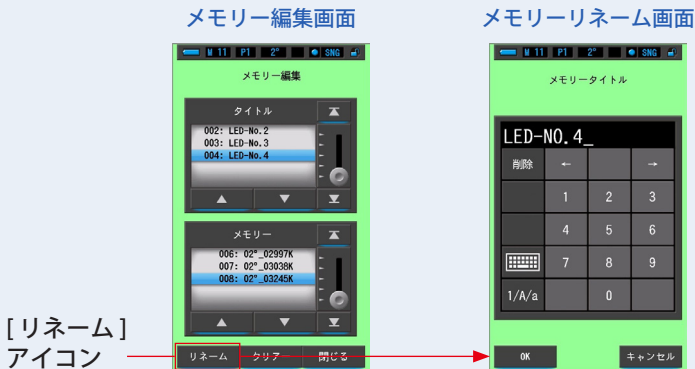 メモリー編集画面
メモリーリネーム画面
M 11 P1 2° SNG
メモリー編集
タイトル
002: LED-No.2
003: LED-No.3
004: LED-No.4
メモリー
006: 02°_02997K
007: 02°_03038K
008: 02°_03245K
リネーム クリアー 閉じる
[リネーム]
アイコン
M 11 P1 2° SNG
メモリータイトル
LED-NO.4_
削除 ← →
1 2 3
4 5 6
7 8 9
1/A/a 0
OK キャンセル